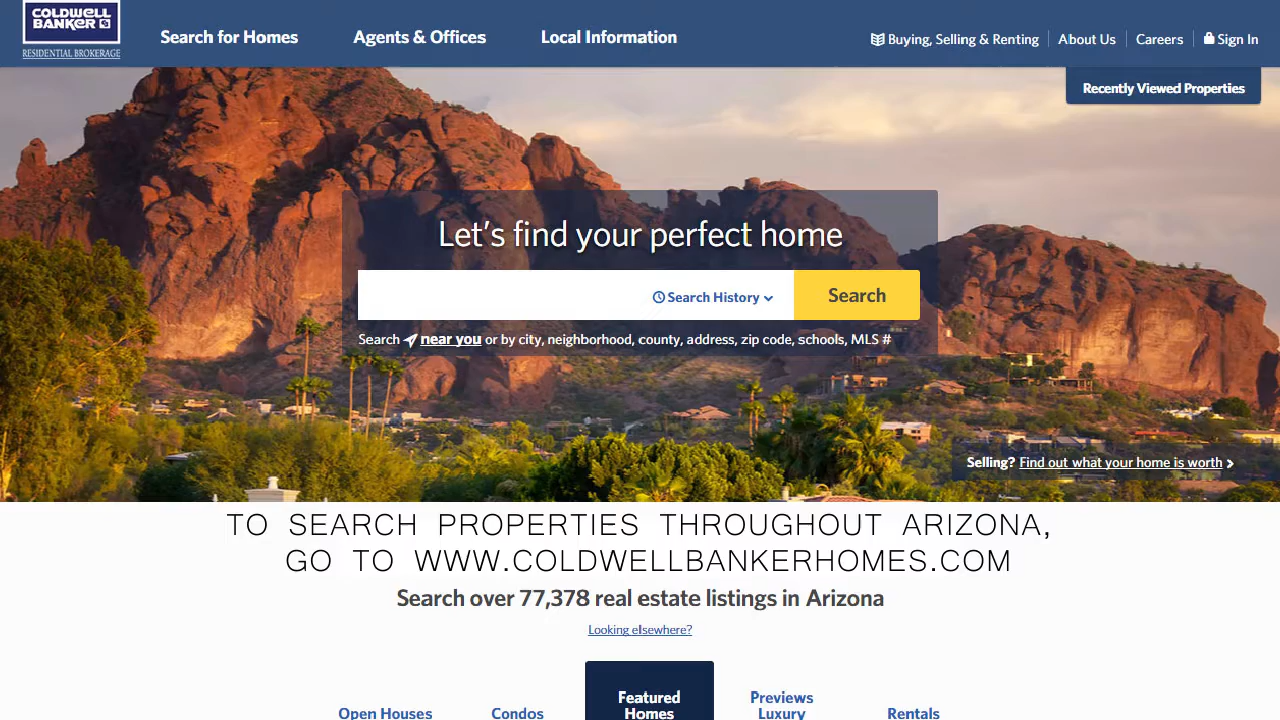 COLDWELL
BANKER
RESIDENTIAL BROKERAGE
Search for Homes
Agents & Offices
Local Information
Buying, Selling & Renting
About Us
Careers
Sign In
Recently Viewed Properties
Let's find your perfect home
Search History
Search
Search near you or by city, neighborhood, county, address, zip code, schools, MLS #
Selling? Find out what your home is worth
TO SEARCH PROPERTIES THROUGHOUT ARIZONA,
GO TO WWW.COLDWELLBANKERHOMES.COM
Search over 77,378 real estate listings in Arizona
Looking elsewhere?
Open Houses
Condos
Featured
Homes
Previews
Luxury
Rentals